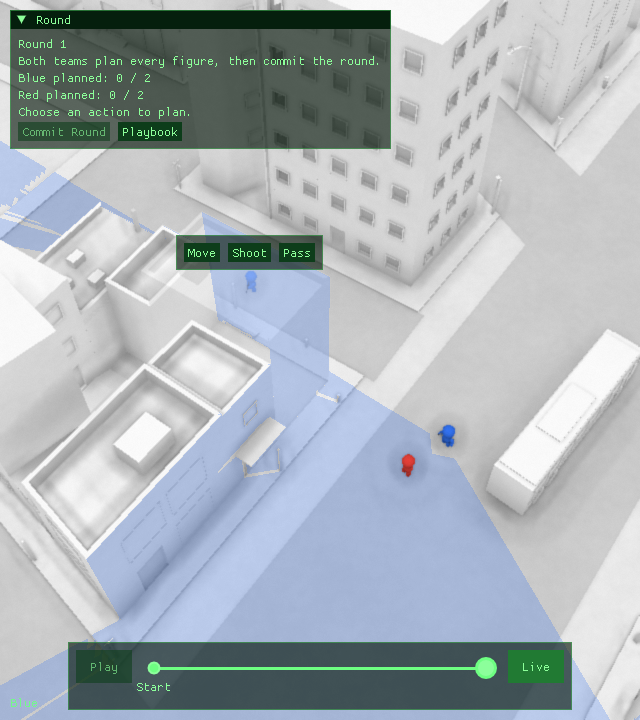 Round
Round 1
Both teams plan every figure, then commit the round.
Blue planned: 0 / 2
Red planned: 0 / 2
Choose an action to plan.
Commit Round Playbook
Move Shoot Pass
Play Live
Start
Blue